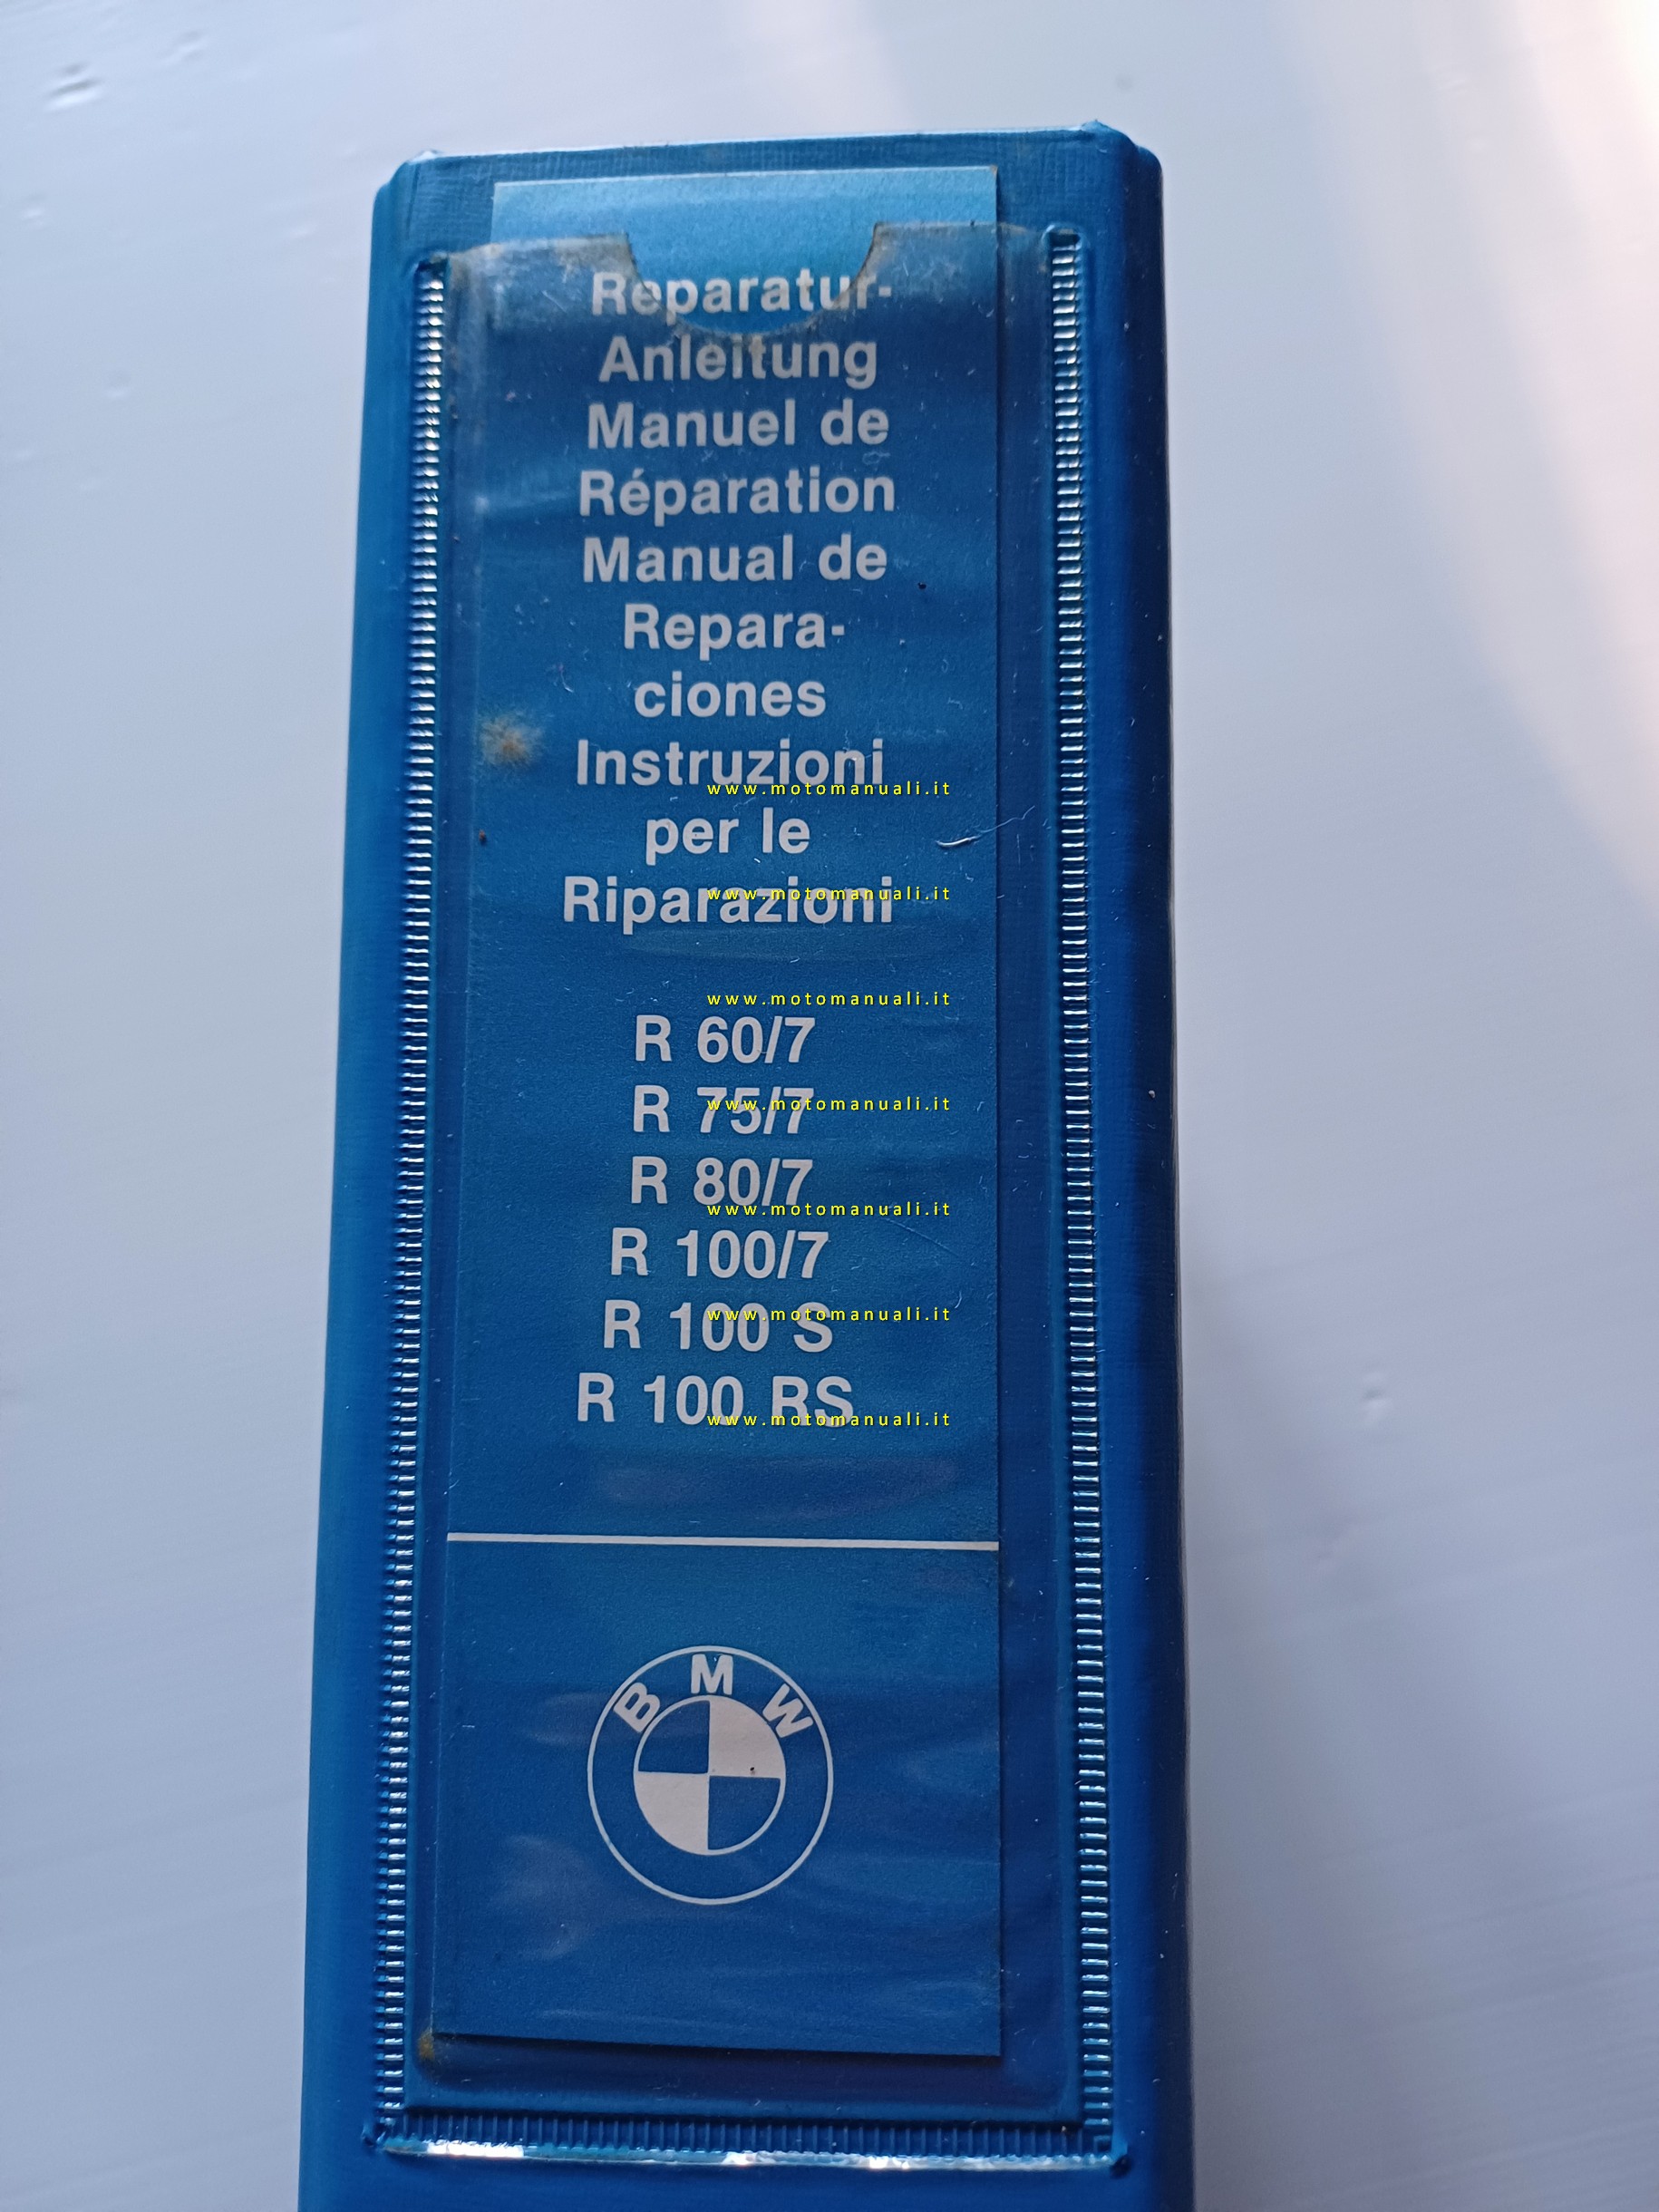 Reparatur-
Anleitung
Manuel de
Réparation
Manual de
Repara-
ciones
Instruzioni
www.motomanuali.it
per le
Riparazioni
www.motomanuali.it
www.motomanuali.it
R 60/7
R 75/7
www.motomanuali.it
R 80/7
www.motomanuali.it
R 100/7
R 100 S
www.motomanuali.it
R 100 RS
www.motomanuali.it
BMW